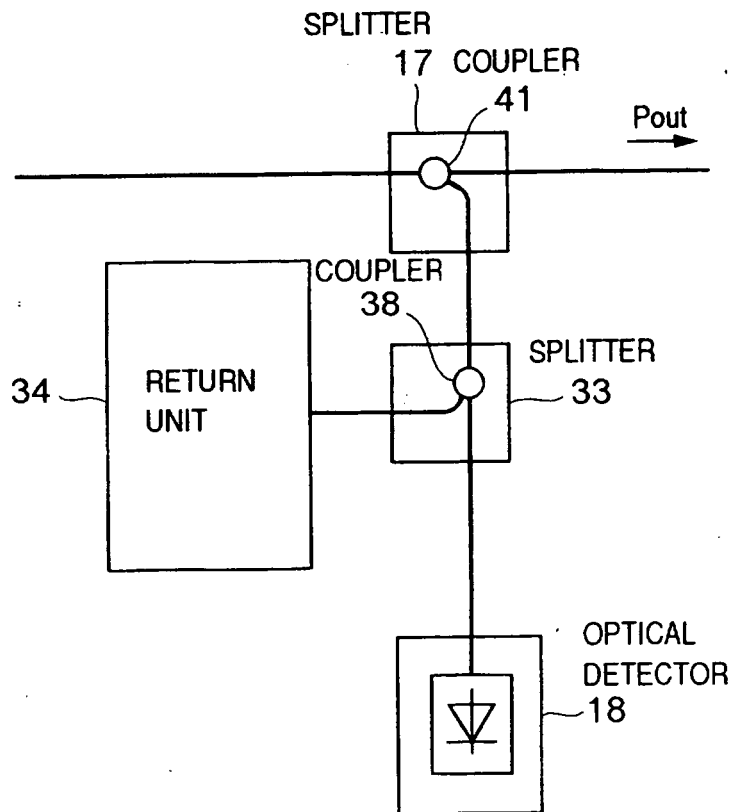 SPLITTER
17 COUPLER
41
Pout
COUPLER
38
SPLITTER
33
34
RETURN
UNIT
OPTICAL
DETECTOR
18